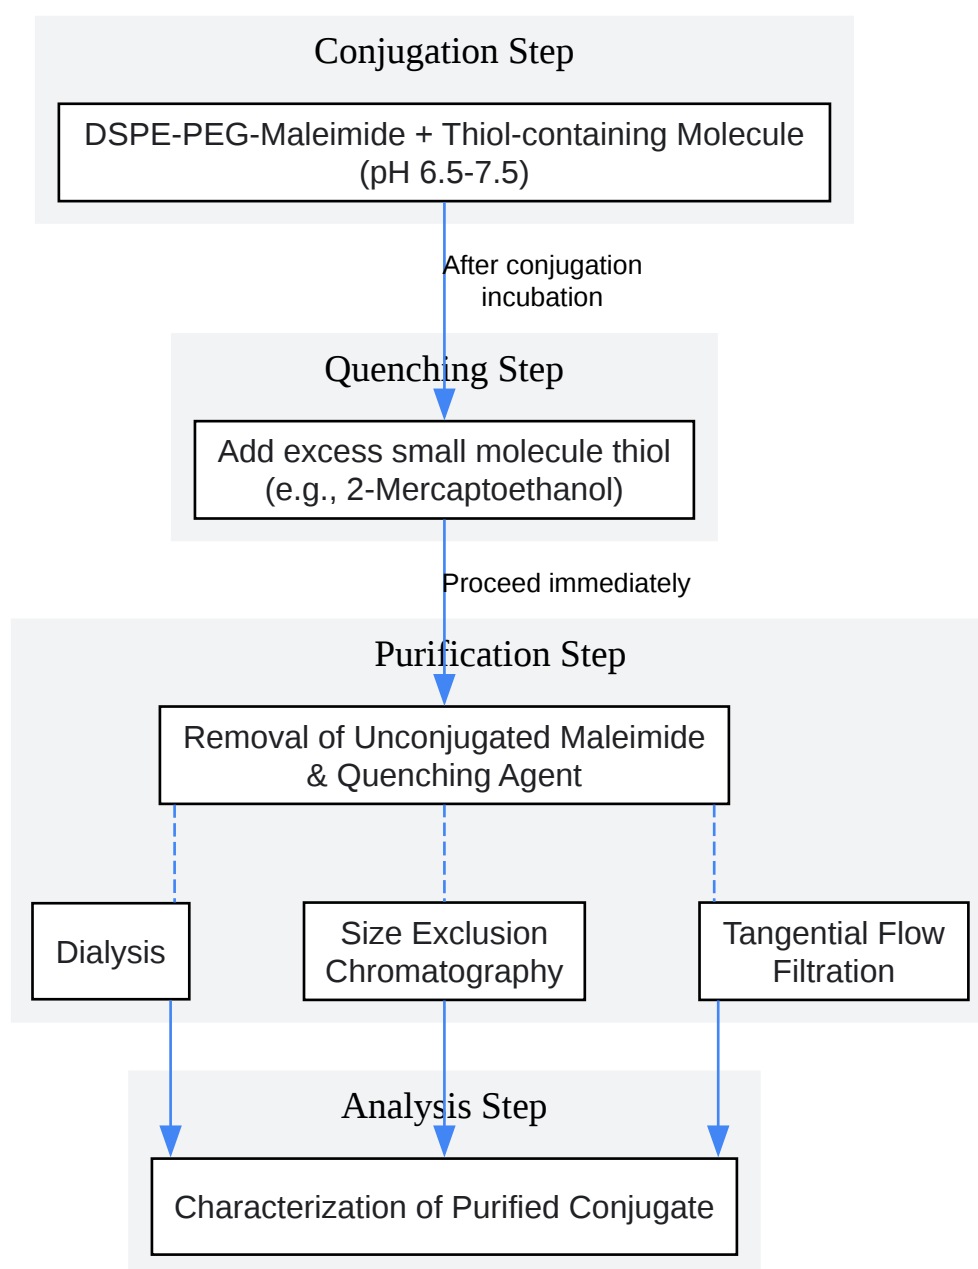 Conjugation Step
DSPE-PEG-Maleimide + Thiol-containing Molecule
(pH 6.5-7.5)
After conjugation
incubation
Quenching Step
Add excess small molecule thiol
(e.g., 2-Mercaptoethanol)
Proceed immediately
Purification Step
Removal of Unconjugated Maleimide
& Quenching Agent
Dialysis
Size Exclusion
Chromatography
Tangential Flow
Filtration
Analysis Step
Characterization of Purified Conjugate